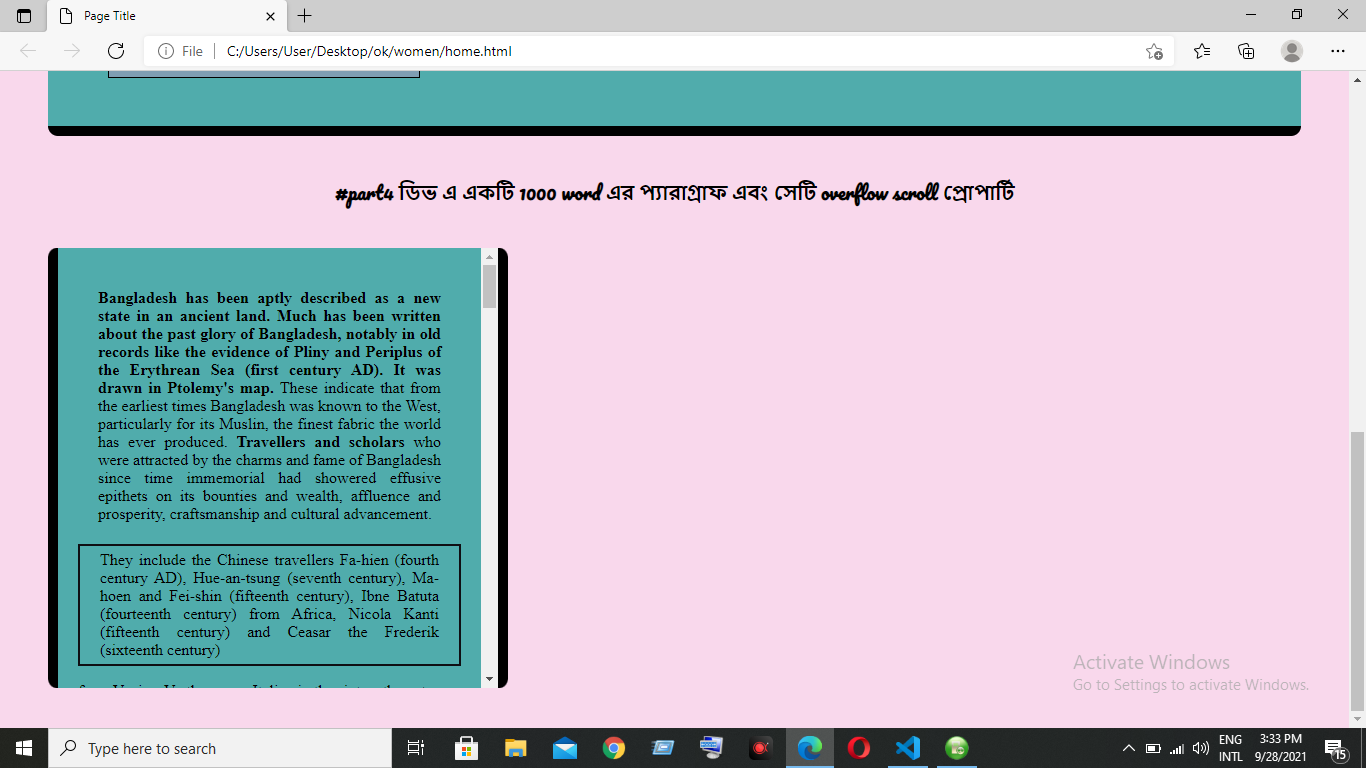 Page Title
File
C:/Users/User/Desktop/ok/women/home.html
#part4 ডিভ এ একটি 1000 word এর প্যারাগ্রাফ এবং সেটি overflow scroll প্রোপার্টি
Bangladesh has been aptly described as a new
state in an ancient land. Much has been written
about the past glory of Bangladesh, notably in old
records like the evidence of Pliny and Periplus of
the Erythrean Sea (first century AD). It was
drawn in Ptolemy's map. These indicate that from
the earliest times Bangladesh was known to the West,
particularly for its Muslin, the finest fabric the world
has ever produced. Travellers and scholars who
were attracted by the charms and fame of Bangladesh
since time immemorial had showered effusive
epithets on its bounties and wealth, affluence and
prosperity, craftsmanship and cultural advancement.
They include the Chinese travellers Fa-hien (fourth
century AD), Hue-an-tsung (seventh century), Ma-
hoen and Fei-shin (fifteenth century), Ibne Batuta
(fourteenth century) from Africa, Nicola Kanti
(fifteenth century) and Ceasar the Frederik
(sixteenth century)
Activate Windows
Go to Settings to activate Windows.
Type here to search
ENG
INTL
3:33 PM
9/28/2021
15